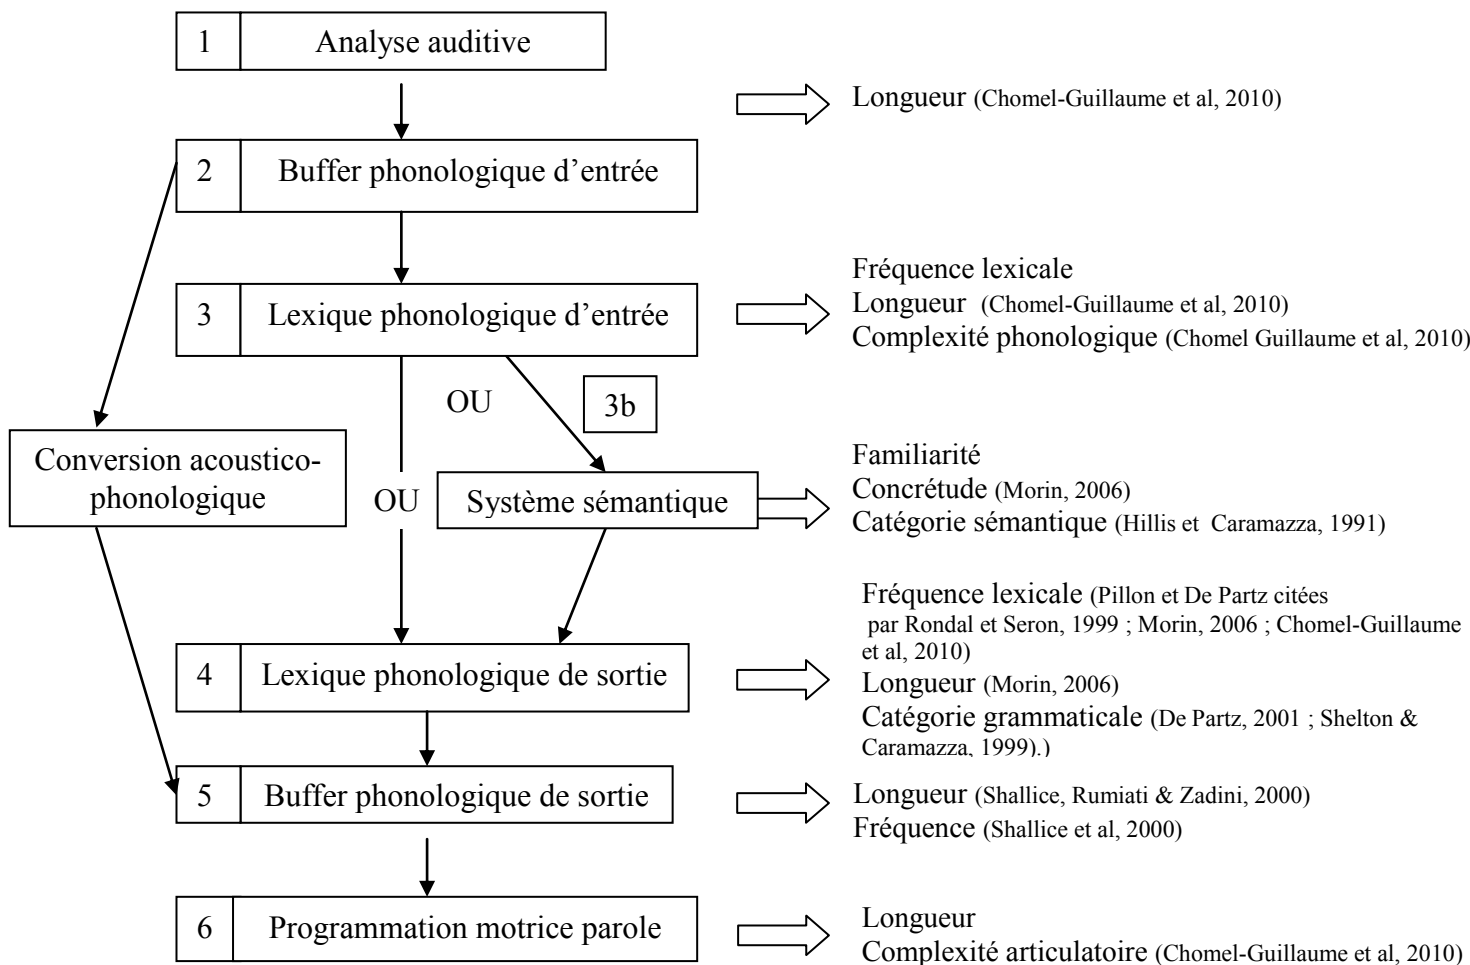 1 Analyse auditive
Longueur (Chomel-Guillaume et al, 2010)
2 Buffer phonologique d’entrée
Fréquence lexicale
3 Lexique phonologique d’entrée
Longueur (Chomel-Guillaume et al, 2010)
Complexité phonologique (Chomel Guillaume et al, 2010)
OU
3b
Conversion acoustico-
phonologique
OU
Système sémantique
Familiarité
Concrétude (Morin, 2006)
Catégorie sémantique (Hillis et Caramazza, 1991)
4 Lexique phonologique de sortie
Fréquence lexicale (Pillon et De Partz citées
par Rondal et Seron, 1999 ; Morin, 2006 ; Chomel-Guillaume
et al, 2010)
Longueur (Morin, 2006)
Catégorie grammaticale (De Partz, 2001 ; Shelton &
Caramazza, 1999).)
5 Buffer phonologique de sortie
Longueur (Shallice, Rumiati & Zadini, 2000)
Fréquence (Shallice et al, 2000)
6 Programmation motrice parole
Longueur
Complexité articulatoire (Chomel-Guillaume et al, 2010)